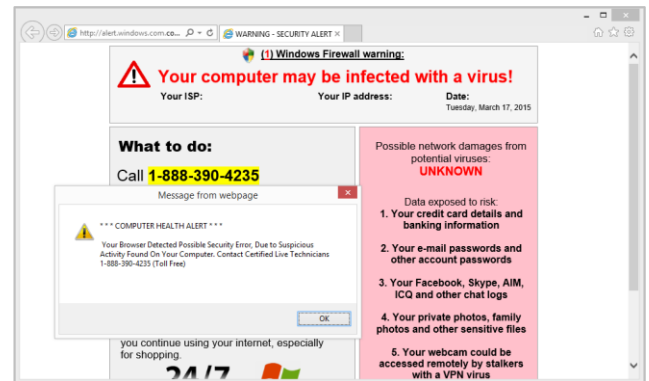 http://alert.windows.com.co...
WARNING - SECURITY ALERT
(1) Windows Firewall warning:
Your computer may be infected with a virus!
Your ISP:
Your IP address:
Date:
Tuesday, March 17, 2015
What to do:
Call 1-888-390-4235
Message from webpage
* * * COMPUTER HEALTH ALERT * * *
Your Browser Detected Possible Security Error, Due to Suspicious
Activity Found On Your Computer. Contact Certified Live Technicians
1-888-390-4235 (Toll Free)
OK
you continue using your internet, especially
for shopping.
24/7
Possible network damages from
potential viruses:
UNKNOWN
Data exposed to risk:
1. Your credit card details and
banking information
2. Your e-mail passwords and
other account passwords
3. Your Facebook, Skype, AIM,
ICQ and other chat logs
4. Your private photos, family
photos and other sensitive files
5. Your webcam could be
accessed remotely by stalkers
with a VPN virus